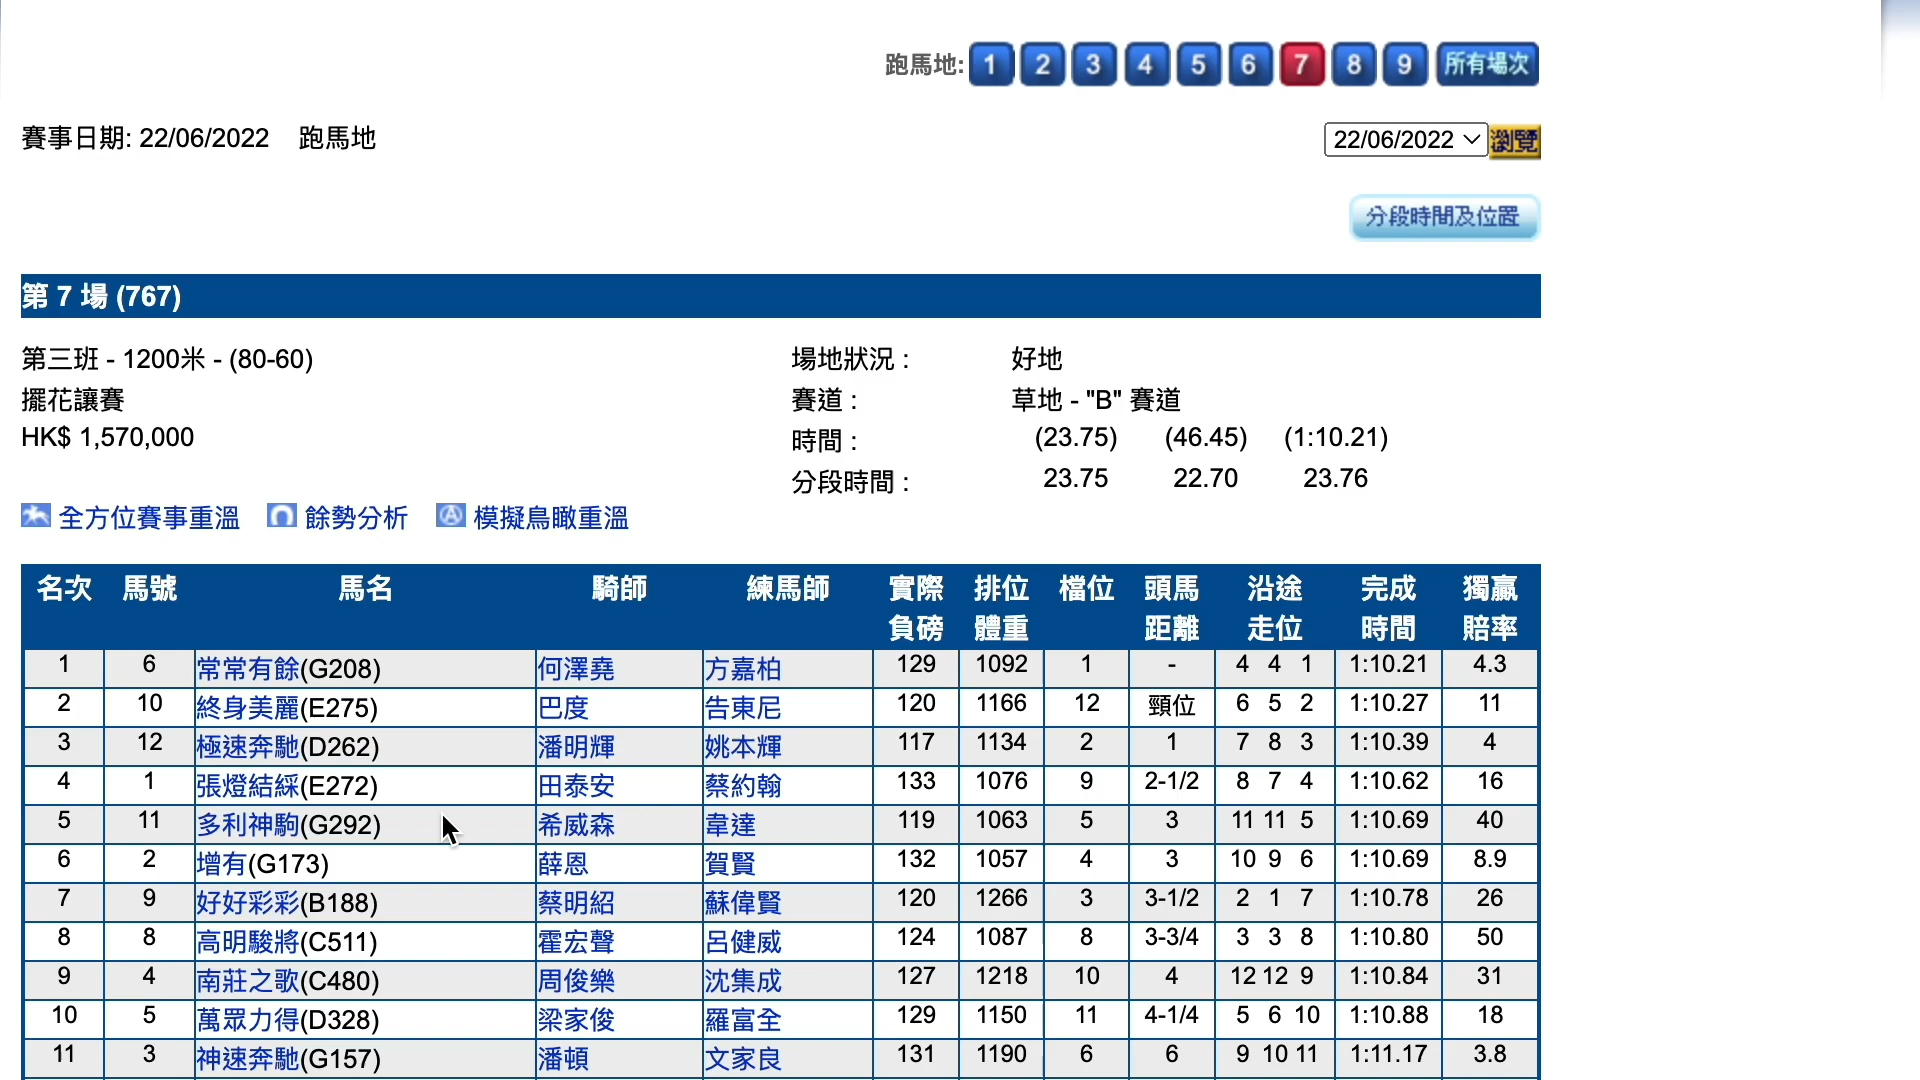 跑馬地: 1 2 3 4 5 6 7 8 9 所有場次
賽事日期: 22/06/2022 跑馬地 22/06/2022 瀏覽
分段時間及位置
第 7 場 (767)
第三班 - 1200米 - (80-60) 場地狀況 : 好地
擺花讓賽 賽道 : 草地 - "B" 賽道
HK$ 1,570,000 時間 : (23.75) (46.45) (1:10.21)
分段時間 : 23.75 22.70 23.76
全方位賽事重溫 餘勢分析 模擬鳥瞰重溫
名次 馬號 馬名 騎師 練馬師 實際負磅 排位體重 檔位 頭馬距離 沿途走位 完成時間 獨贏賠率
1 6 常常有餘(G208) 何澤堯 方嘉柏 129 1092 1 - 4 4 1 1:10.21 4.3
2 10 終身美麗(E275) 巴度 告東尼 120 1166 12 頸位 6 5 2 1:10.27 11
3 12 極速奔馳(D262) 潘明輝 姚本輝 117 1134 2 1 7 8 3 1:10.39 4
4 1 張燈結綵(E272) 田泰安 蔡約翰 133 1076 9 2-1/2 8 7 4 1:10.62 16
5 11 多利神駒(G292) 希威森 韋達 119 1063 5 3 11 11 5 1:10.69 40
6 2 增有(G173) 薛恩 賀賢 132 1057 4 3 10 9 6 1:10.69 8.9
7 9 好好彩彩(B188) 蔡明紹 蘇偉賢 120 1266 3 3-1/2 2 1 7 1:10.78 26
8 8 高明駿將(C511) 霍宏聲 呂健威 124 1087 8 3-3/4 3 3 8 1:10.80 50
9 4 南莊之歌(C480) 周俊樂 沈集成 127 1218 10 4 12 12 9 1:10.84 31
10 5 萬眾力得(D328) 梁家俊 羅富全 129 1150 11 4-1/4 5 6 10 1:10.88 18
11 3 神速奔馳(G157) 潘頓 文家良 131 1190 6 6 9 10 11 1:11.17 3.8